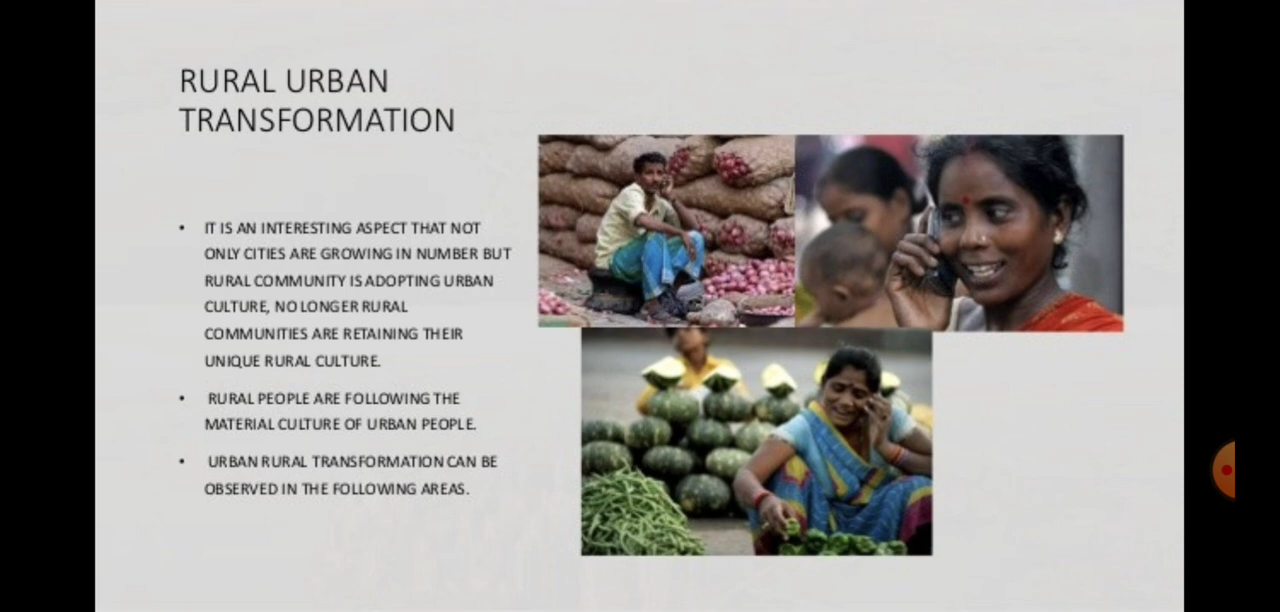 RURAL URBAN
TRANSFORMATION
• IT IS AN INTERESTING ASPECT THAT NOT
ONLY CITIES ARE GROWING IN NUMBER BUT
RURAL COMMUNITY IS ADOPTING URBAN
CULTURE, NO LONGER RURAL
COMMUNITIES ARE RETAINING THEIR
UNIQUE RURAL CULTURE.
• RURAL PEOPLE ARE FOLLOWING THE
MATERIAL CULTURE OF URBAN PEOPLE.
• URBAN RURAL TRANSFORMATION CAN BE
OBSERVED IN THE FOLLOWING AREAS.